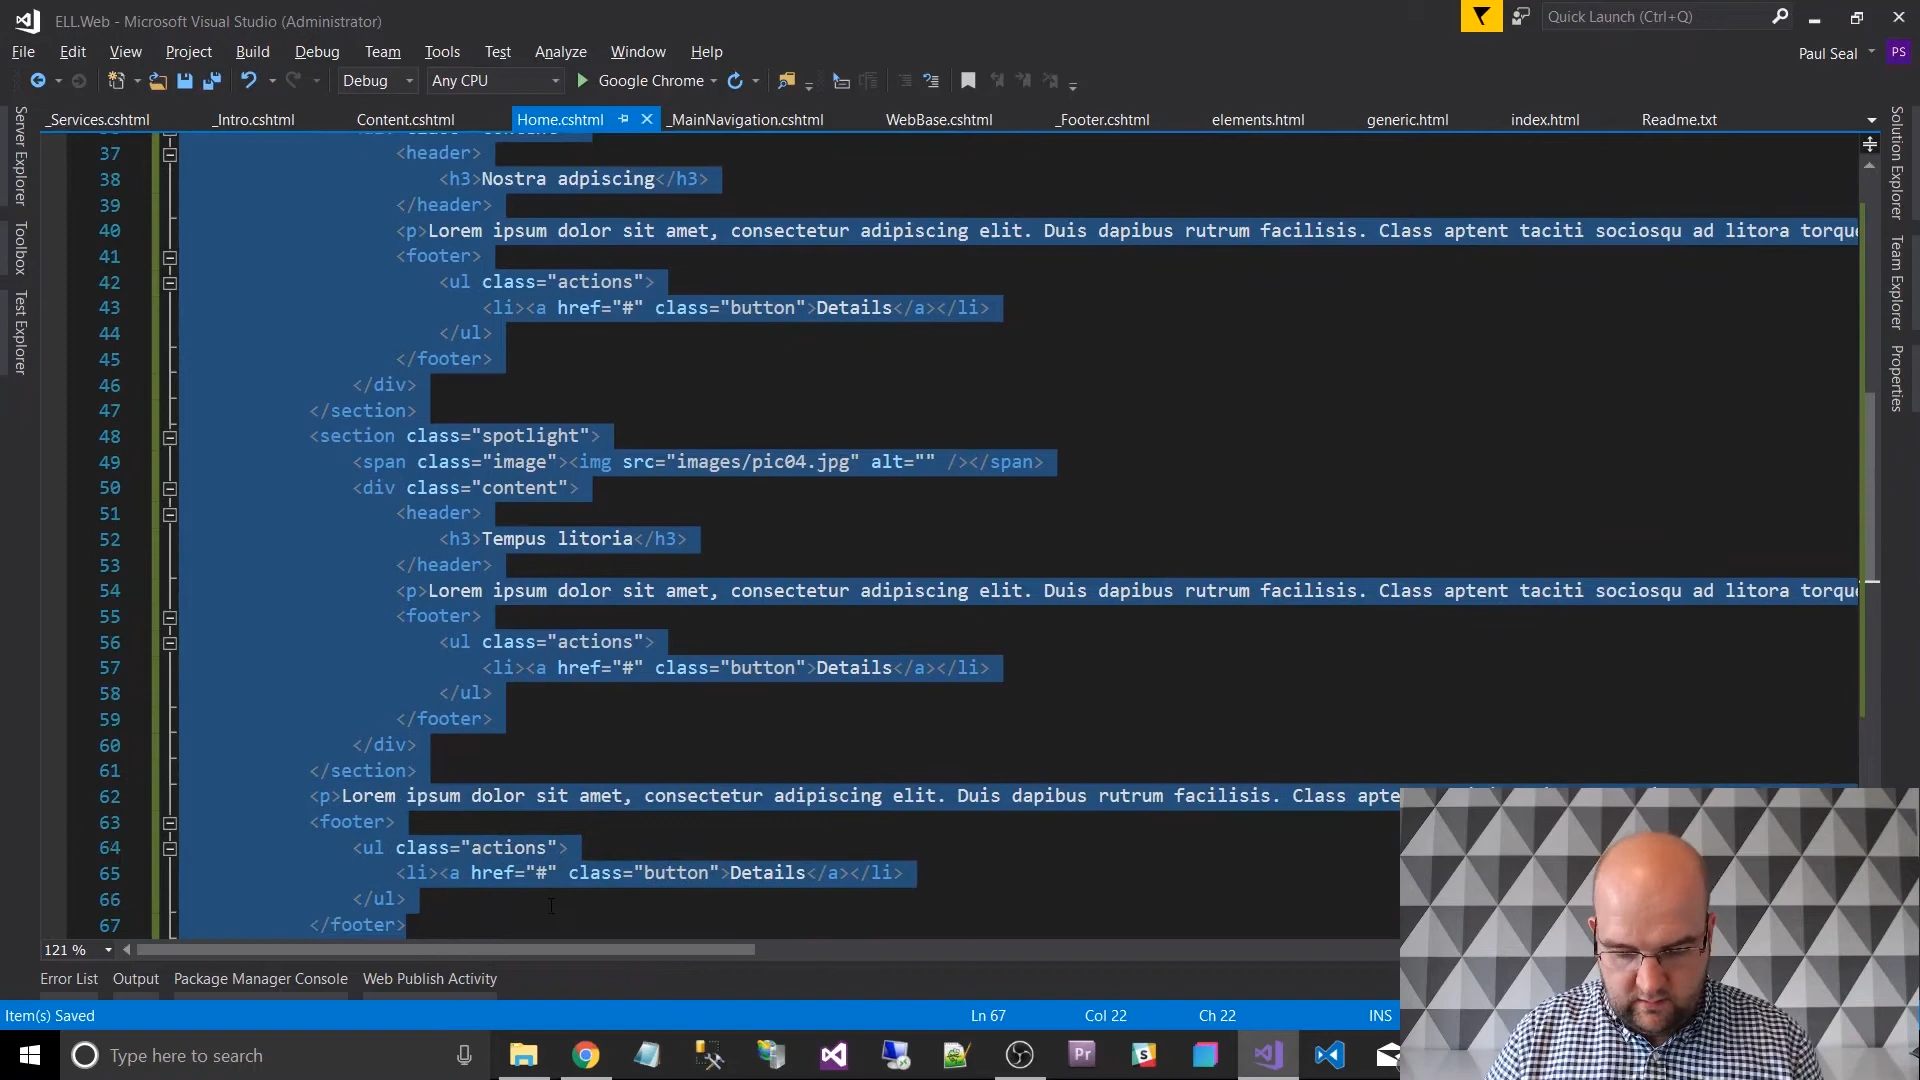 ELL.Web - Microsoft Visual Studio (Administrator)
Quick Launch (Ctrl+Q)
File Edit View Project Build Debug Team Tools Test Analyze Window Help
Paul Seal PS
Debug Any CPU Google Chrome
_Services.cshtml _Intro.cshtml Content.cshtml Home.cshtml _MainNavigation.cshtml WebBase.cshtml _Footer.cshtml elements.html generic.html index.html Readme.txt
Server Explorer
Toolbox
Test Explorer
Solution Explorer
Team Explorer
Properties
37 <header>
38 <h3>Nostra adpiscing</h3>
39 </header>
40 <p>Lorem ipsum dolor sit amet, consectetur adipiscing elit. Duis dapibus rutrum facilisis. Class aptent taciti sociosqu ad litora torque
41 <footer>
42 <ul class="actions">
43 <li><a href="#" class="button">Details</a></li>
44 </ul>
45 </footer>
46 </div>
47 </section>
48 <section class="spotlight">
49 <span class="image"><img src="images/pic04.jpg" alt="" /></span>
50 <div class="content">
51 <header>
52 <h3>Tempus litoria</h3>
53 </header>
54 <p>Lorem ipsum dolor sit amet, consectetur adipiscing elit. Duis dapibus rutrum facilisis. Class aptent taciti sociosqu ad litora torque
55 <footer>
56 <ul class="actions">
57 <li><a href="#" class="button">Details</a></li>
58 </ul>
59 </footer>
60 </div>
61 </section>
62 <p>Lorem ipsum dolor sit amet, consectetur adipiscing elit. Duis dapibus rutrum facilisis. Class apte
63 <footer>
64 <ul class="actions">
65 <li><a href="#" class="button">Details</a></li>
66 </ul>
67 </footer>
121 %
Error List Output Package Manager Console Web Publish Activity
Item(s) Saved Ln 67 Col 22 Ch 22 INS
Type here to search
Pr
S